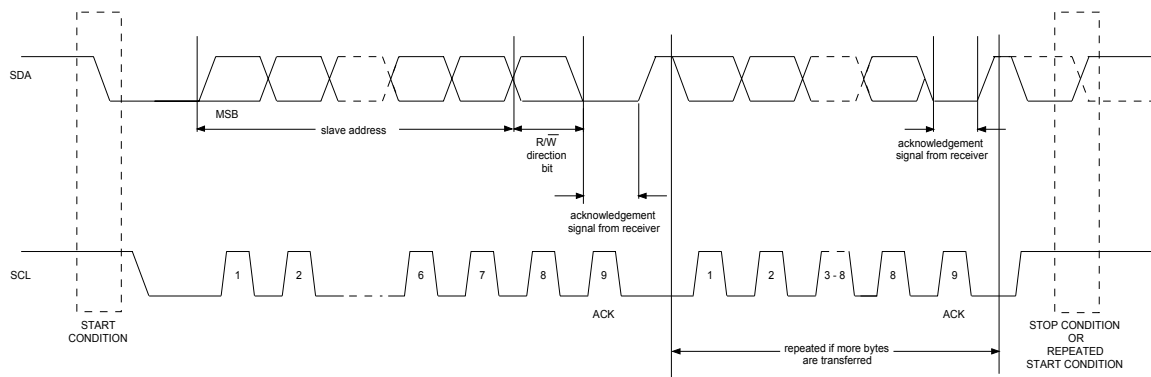 SDA
MSB
slave address
R/W̅
direction
bit
acknowledgement
signal from receiver
acknowledgement
signal from receiver
SCL
1
2
6
7
8
9
1
2
3 - 8
8
9
ACK
ACK
START
CONDITION
repeated if more bytes
are transferred
STOP CONDITION
OR
REPEATED
START CONDITION